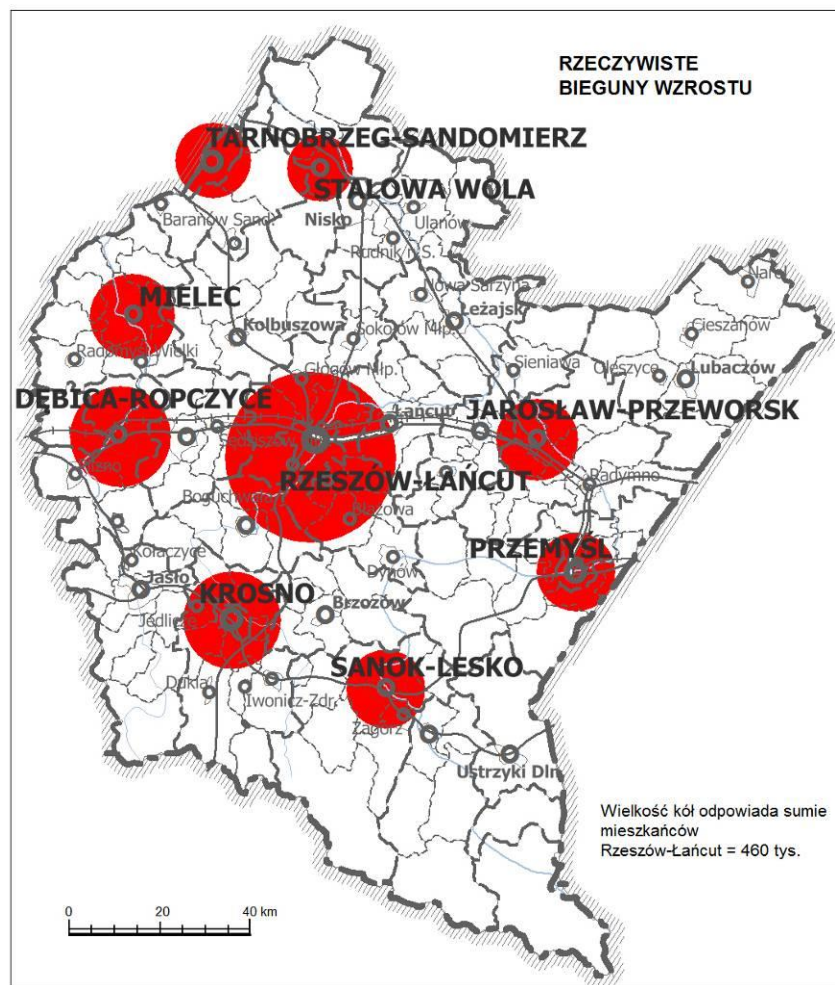 RZECZYWISTE
BIEGUNY WZROSTU
TARNOBRZEG-SANDOMIERZ
STALOWA WOLA
Nisko
Ulanów
Baranów Sand.
Rudnik n.S.
Nowa Sarzyna
Narol
MIELEC
Leżajsk
Kolbuszowa
Sokołów Młp.
Cieszanów
Radomyśl Wielki
Głogów Młp.
Sieniawa
Oleszyce
Lubaczów
DĘBICA-ROPCZYCE
Łańcut
JAROSŁAW-PRZEWORSK
Pilzno
RZESZÓW-ŁAŃCUT
Radymno
Boguchwała
Błażowa
PRZEMYŚL
Kołaczyce
Dynów
Jasło
KROSNO
Brzozów
Jedlicze
SANOK-LESKO
Dukla
Iwonicz-Zdr.
Zagórz
Ustrzyki Dln.
Wielkość kół odpowiada sumie
mieszkańców
Rzeszów-Łańcut = 460 tys.
0 20 40 km